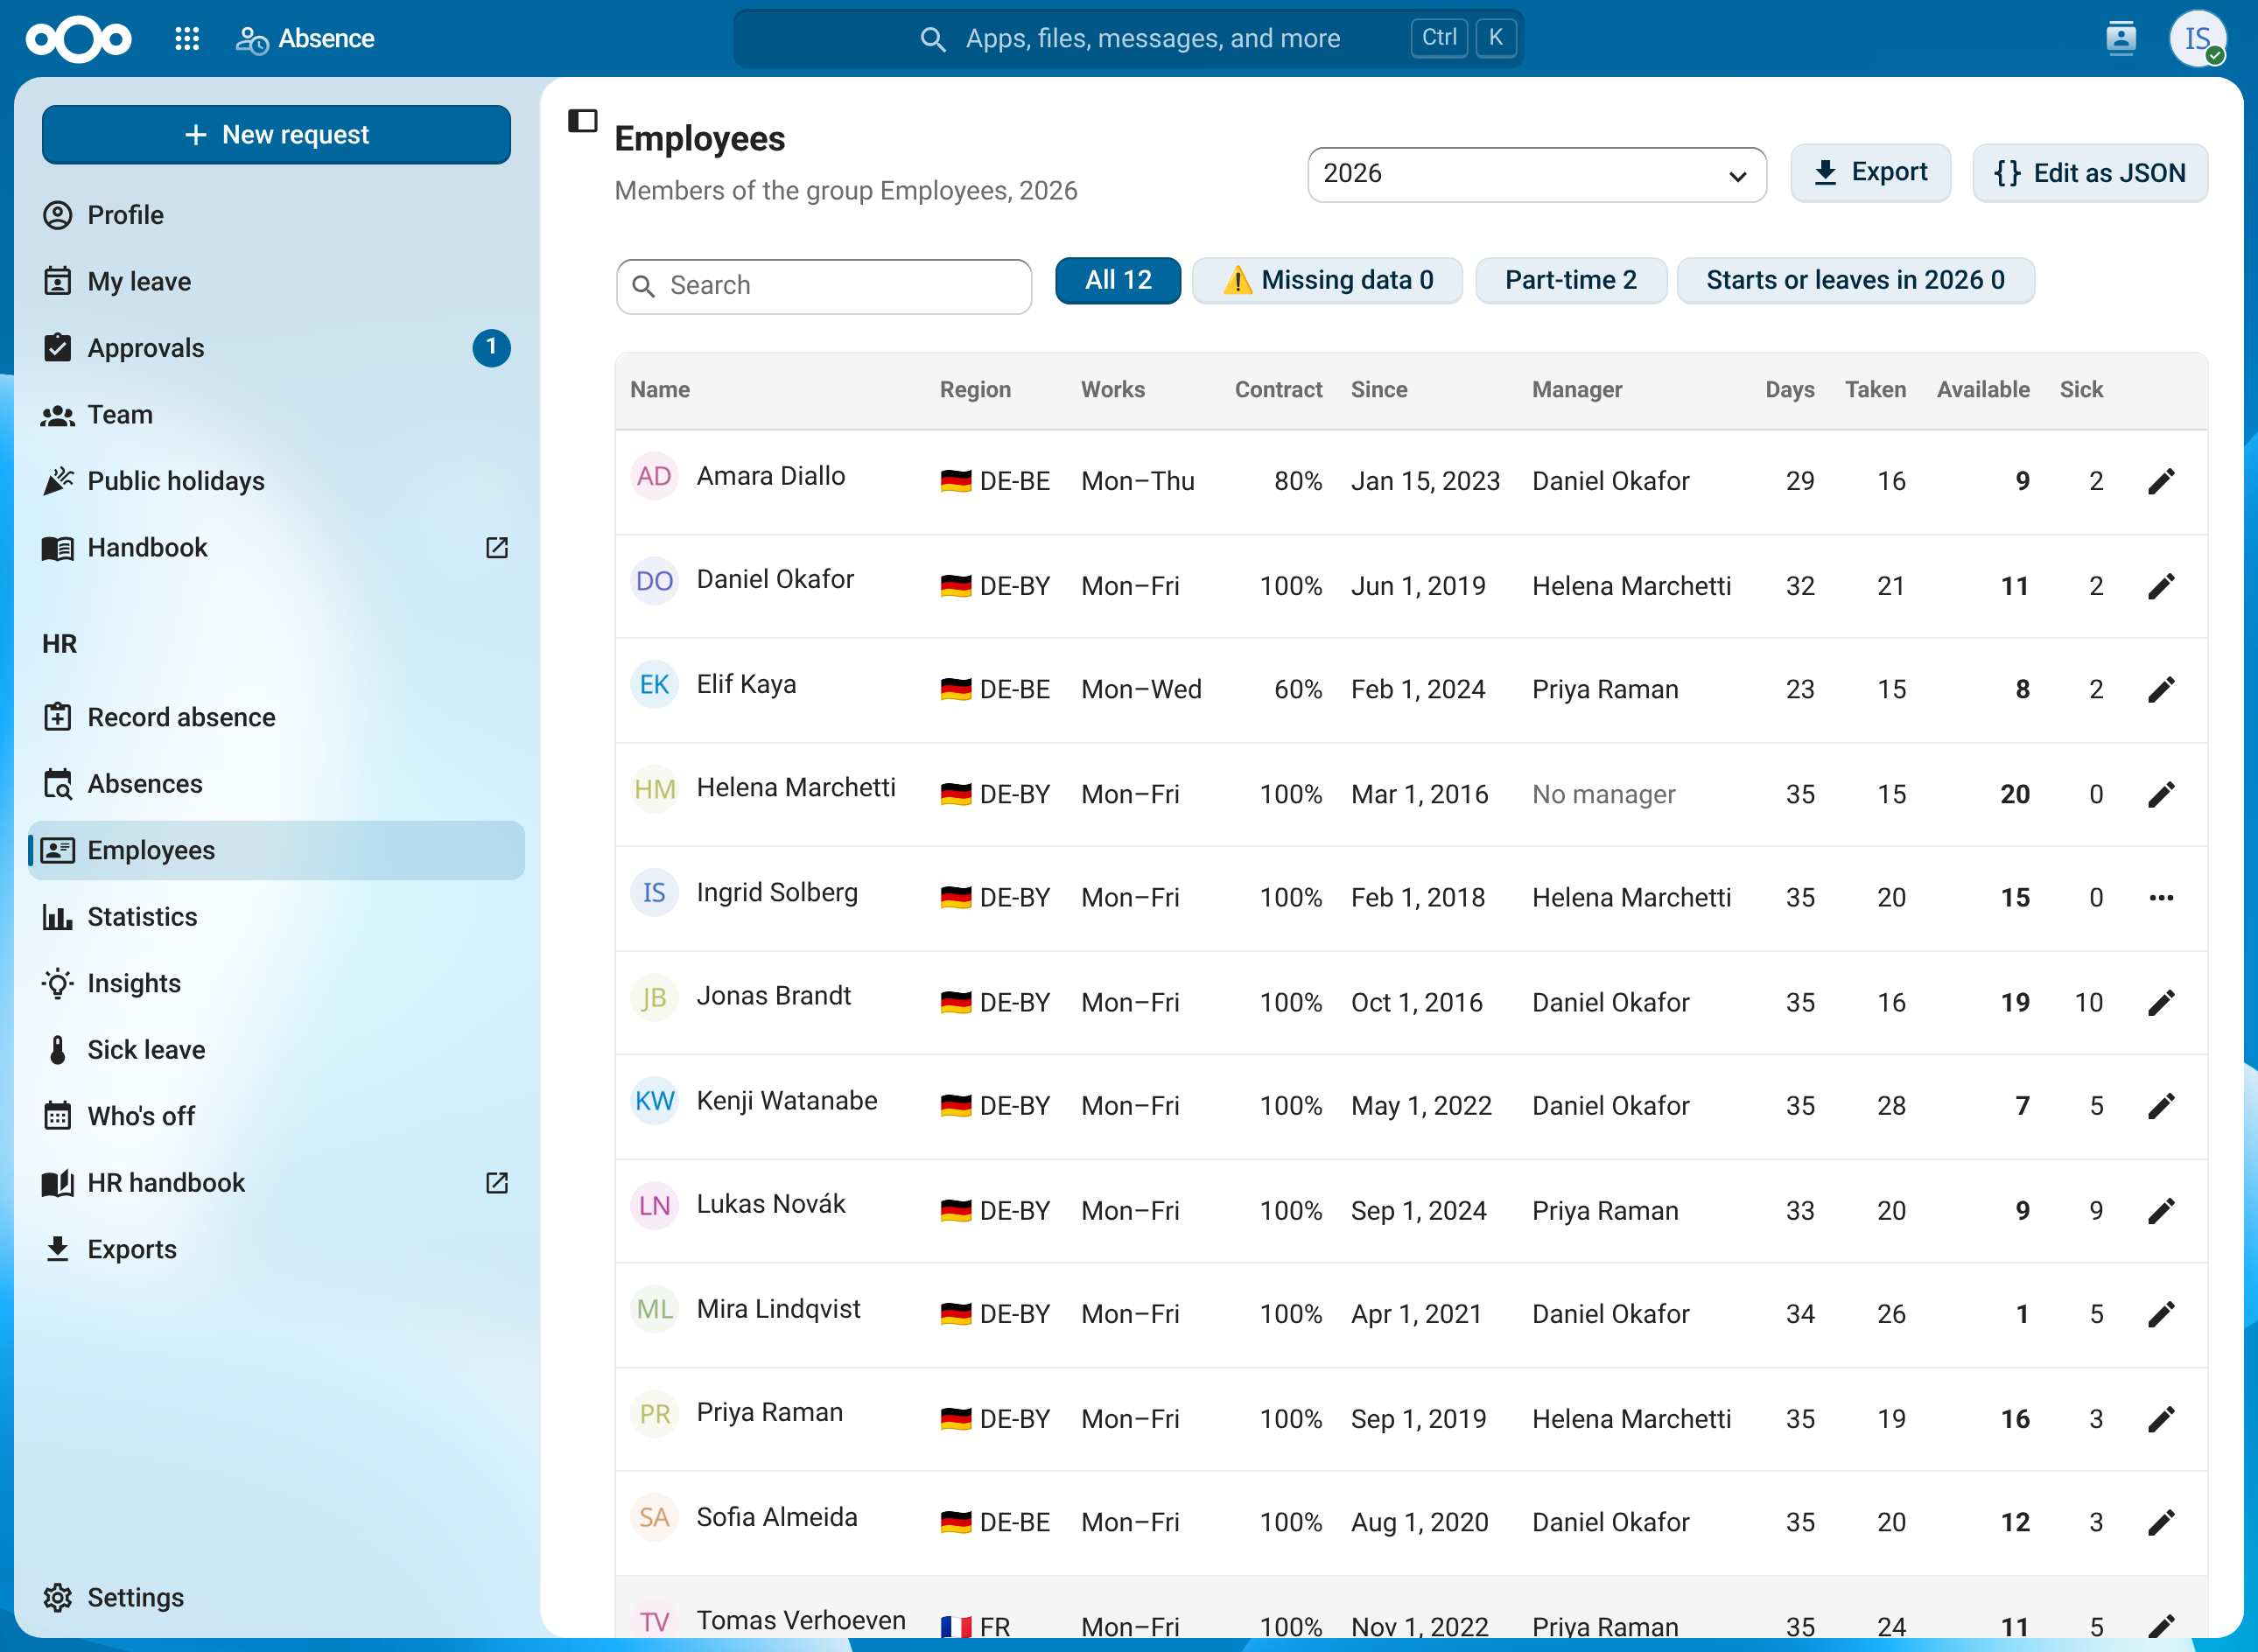 Absence
Apps, files, messages, and more
Ctrl K
IS
New request
Profile
My leave
Approvals 1
Team
Public holidays
Handbook
HR
Record absence
Absences
Employees
Statistics
Insights
Sick leave
Who's off
HR handbook
Exports
Settings
Employees
Members of the group Employees, 2026
2026
Export
{} Edit as JSON
Search
All 12
Missing data 0
Part-time 2
Starts or leaves in 2026 0
Name Region Works Contract Since Manager Days Taken Available Sick
AD Amara Diallo DE-BE Mon–Thu 80% Jan 15, 2023 Daniel Okafor 29 16 9 2
DO Daniel Okafor DE-BY Mon–Fri 100% Jun 1, 2019 Helena Marchetti 32 21 11 2
EK Elif Kaya DE-BE Mon–Wed 60% Feb 1, 2024 Priya Raman 23 15 8 2
HM Helena Marchetti DE-BY Mon–Fri 100% Mar 1, 2016 No manager 35 15 20 0
IS Ingrid Solberg DE-BY Mon–Fri 100% Feb 1, 2018 Helena Marchetti 35 20 15 0
JB Jonas Brandt DE-BY Mon–Fri 100% Oct 1, 2016 Daniel Okafor 35 16 19 10
KW Kenji Watanabe DE-BY Mon–Fri 100% May 1, 2022 Daniel Okafor 35 28 7 5
LN Lukas Novák DE-BY Mon–Fri 100% Sep 1, 2024 Priya Raman 33 20 9 9
ML Mira Lindqvist DE-BY Mon–Fri 100% Apr 1, 2021 Daniel Okafor 34 26 1 5
PR Priya Raman DE-BY Mon–Fri 100% Sep 1, 2019 Helena Marchetti 35 19 16 3
SA Sofia Almeida DE-BE Mon–Fri 100% Aug 1, 2020 Daniel Okafor 35 20 12 3
TV Tomas Verhoeven FR Mon–Fri 100% Nov 1, 2022 Priya Raman 35 24 11 5